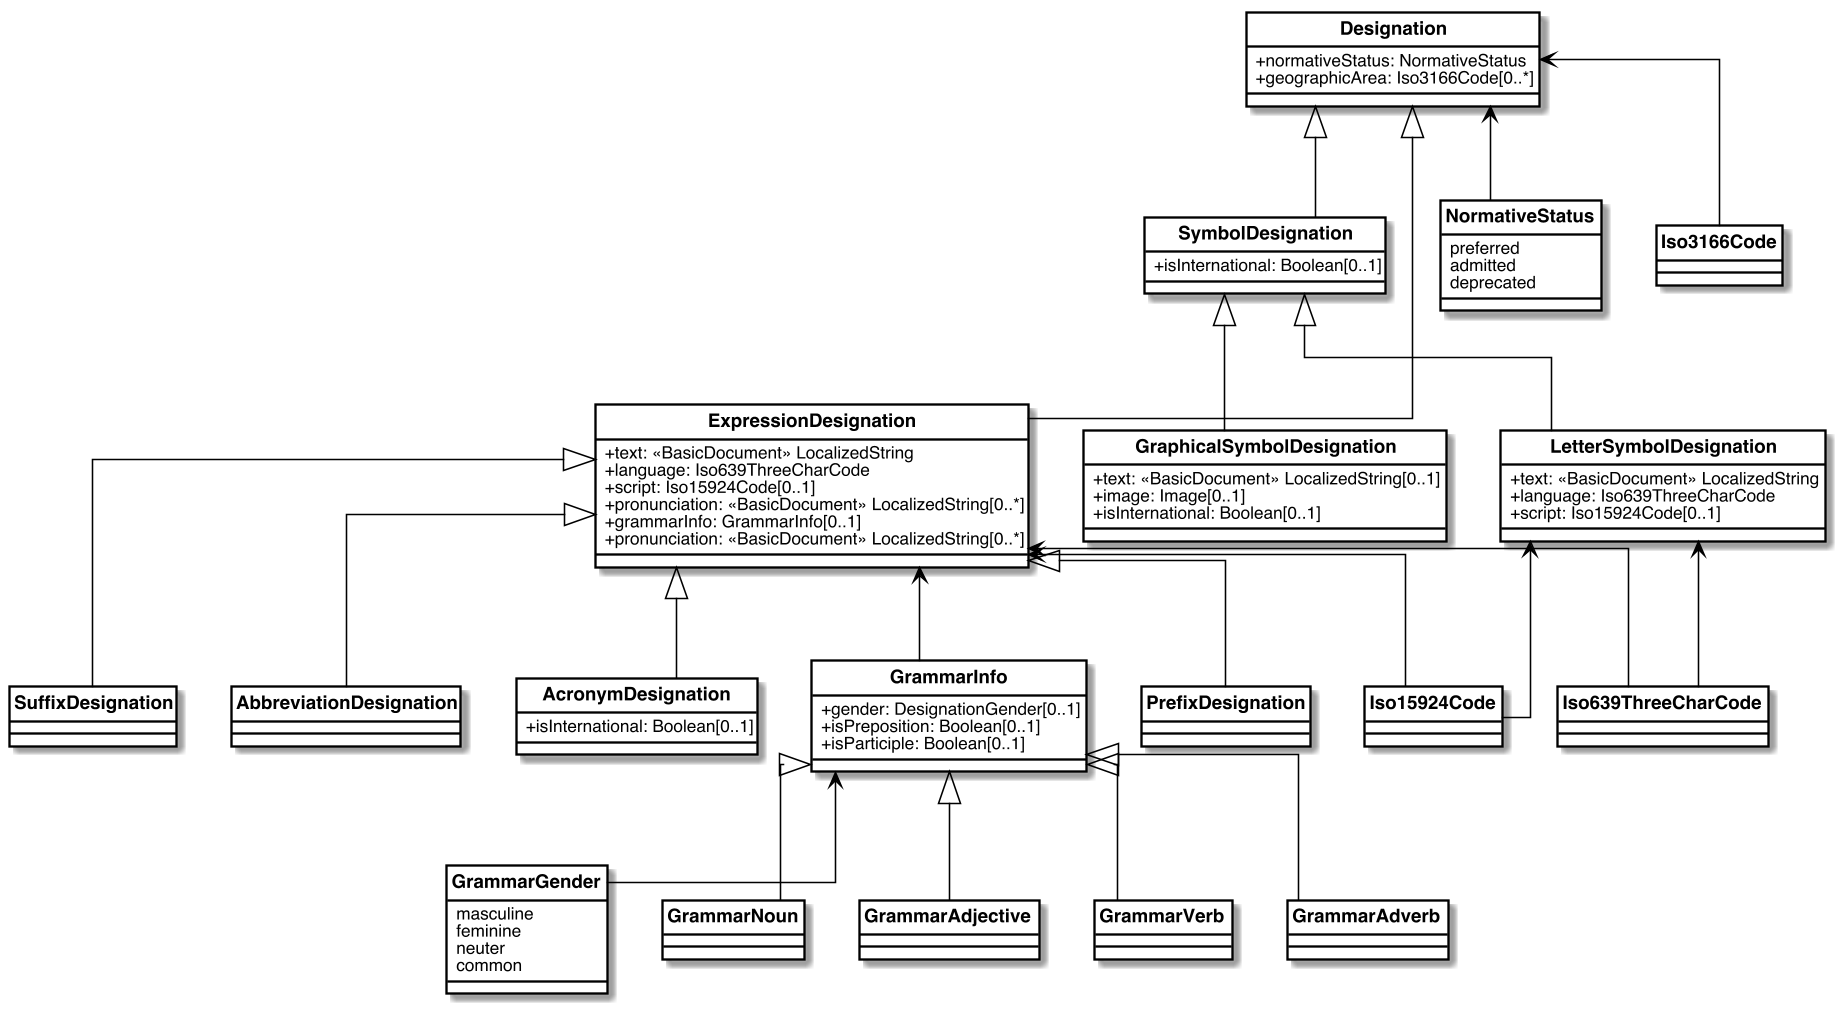 Designation
+normativeStatus: NormativeStatus
+geographicArea: Iso3166Code[0..*]
SymbolDesignation
+isInternational: Boolean[0..1]
NormativeStatus
preferred
admitted
deprecated
Iso3166Code
ExpressionDesignation
+text: «BasicDocument» LocalizedString
+language: Iso639ThreeCharCode
+script: Iso15924Code[0..1]
+pronunciation: «BasicDocument» LocalizedString[0..*]
+grammarInfo: GrammarInfo[0..1]
+pronunciation: «BasicDocument» LocalizedString[0..*]
GraphicalSymbolDesignation
+text: «BasicDocument» LocalizedString[0..1]
+image: Image[0..1]
+isInternational: Boolean[0..1]
LetterSymbolDesignation
+text: «BasicDocument» LocalizedString
+language: Iso639ThreeCharCode
+script: Iso15924Code[0..1]
SuffixDesignation
AbbreviationDesignation
AcronymDesignation
+isInternational: Boolean[0..1]
GrammarInfo
+gender: DesignationGender[0..1]
+isPreposition: Boolean[0..1]
+isParticiple: Boolean[0..1]
PrefixDesignation
Iso15924Code
Iso639ThreeCharCode
GrammarGender
masculine
feminine
neuter
common
GrammarNoun
GrammarAdjective
GrammarVerb
GrammarAdverb